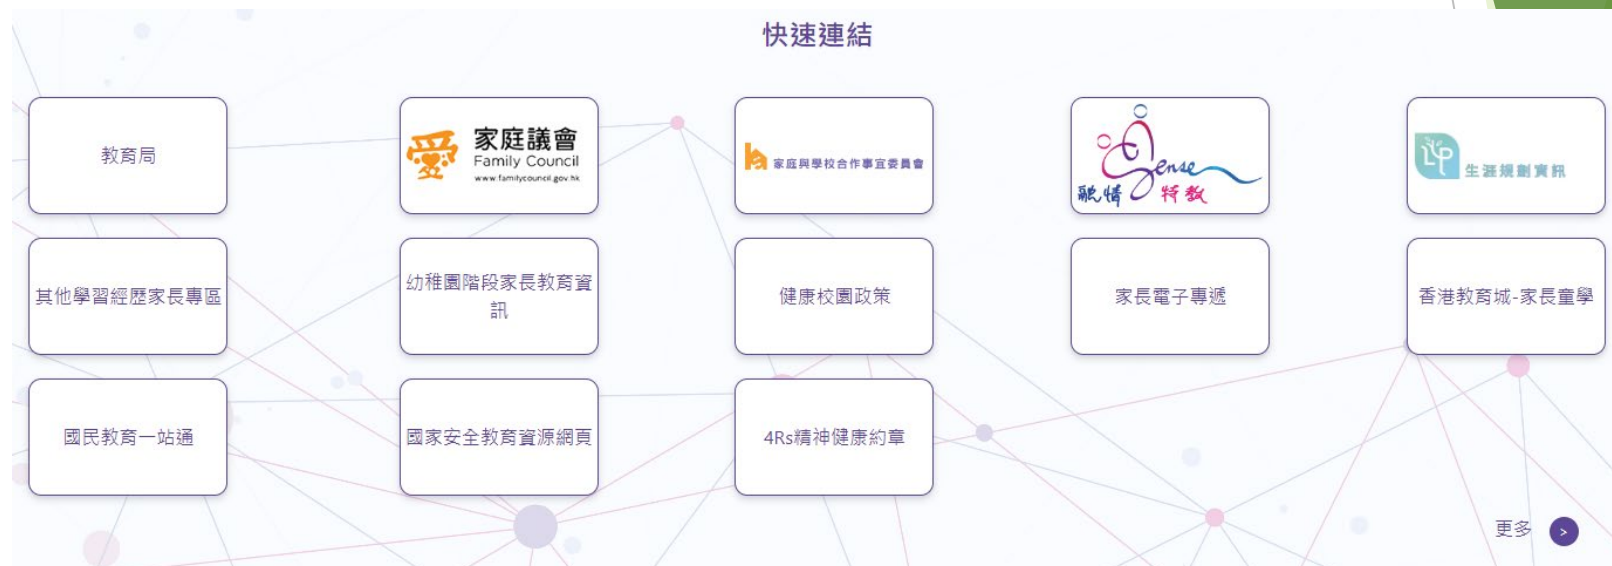 快速連結
教育局
愛
家庭議會
Family Council
www.familycouncil.gov.hk
家庭與學校合作事宜委員會
Sense
融情 特教
LP
生涯規劃資訊
其他學習經歷家長專區
幼稚園階段家長教育資
訊
健康校園政策
家長電子專遞
香港教育城-家長童學
國民教育一站通
國家安全教育資源網頁
4Rs精神健康約章
更多 >